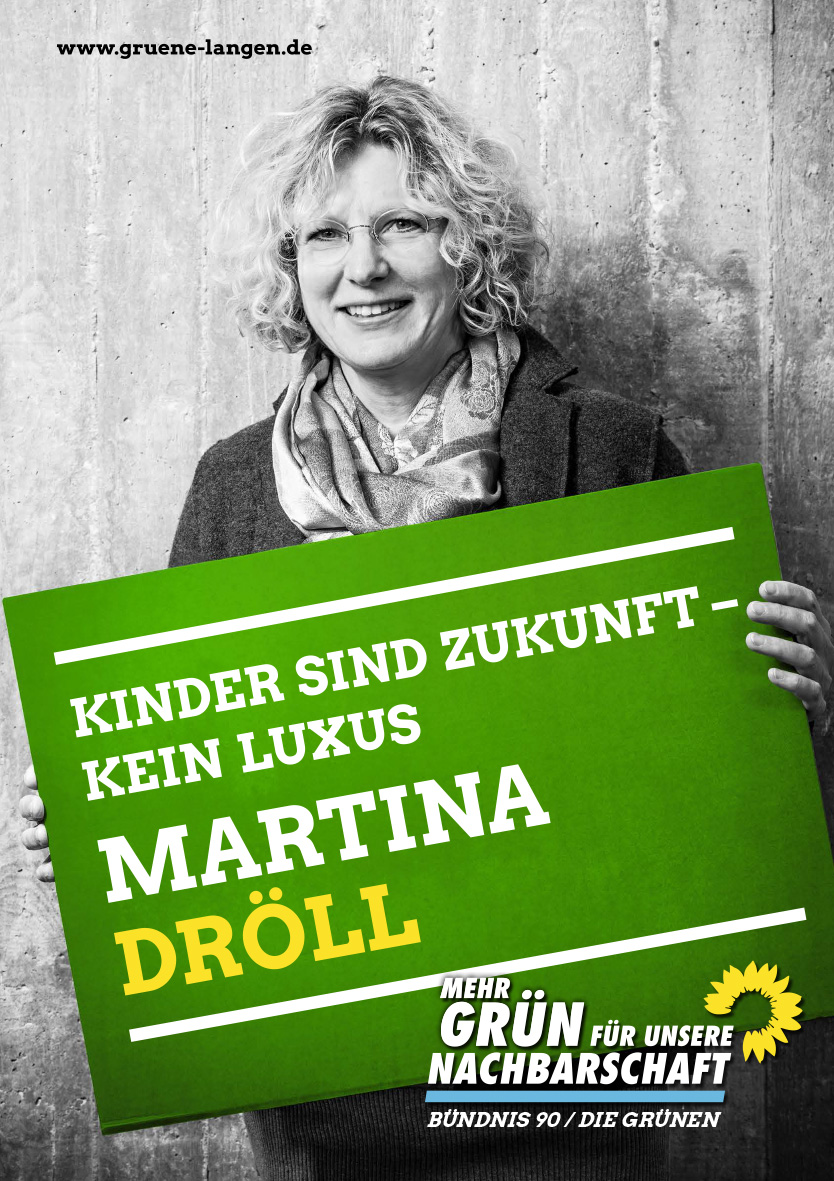 www.gruene-langen.de
KINDER SIND ZUKUNFT –
KEIN LUXUS
MARTINA
DRÖLL
MEHR
GRÜN FÜR UNSERE
NACHBARSCHAFT
BÜNDNIS 90 / DIE GRÜNEN